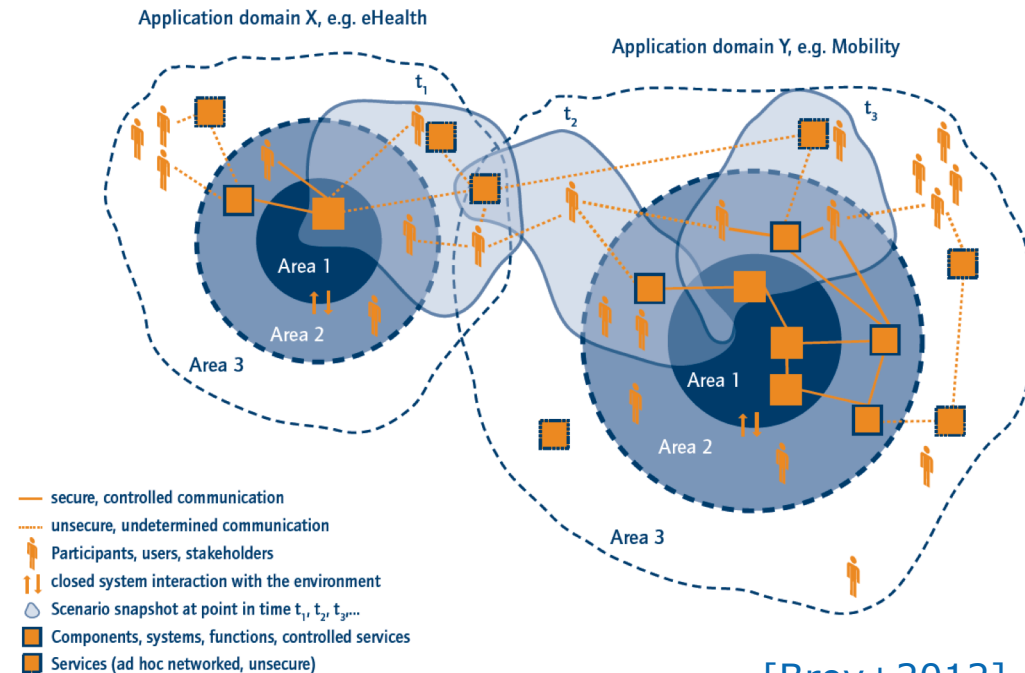 Application domain X, e.g. eHealth
Application domain Y, e.g. Mobility
t1
t2
t3
Area 1
Area 2
Area 3
Area 1
Area 2
Area 3
secure, controlled communication
unsecure, undetermined communication
Participants, users, stakeholders
closed system interaction with the environment
Scenario snapshot at point in time t1, t2, t3,...
Components, systems, functions, controlled services
Services (ad hoc networked, unsecure)